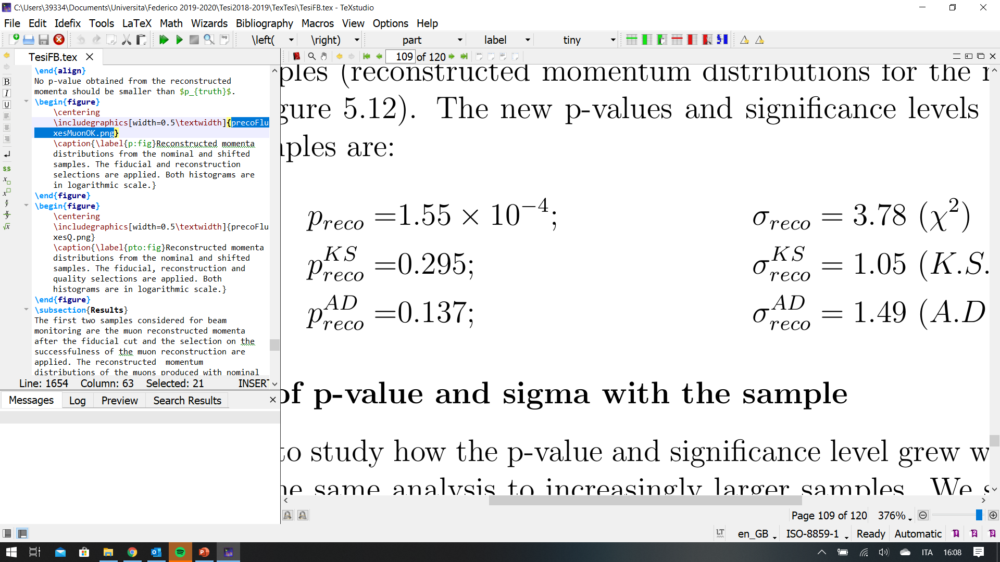 C:\Users\39334\Documents\Universita\Federico 2019-2020\Tesi2018-2019\TexTesi\TesiFB.tex - TeXstudio
File Edit Idefix Tools LaTeX Math Wizards Bibliography Macros View Options Help
\left( \right) part label tiny
TesiFB.tex
109 of 120
\end{align}
No p-value obtained from the reconstructed
momenta should be smaller than $p_{truth}$.
\begin{figure}
\centering
\includegraphics[width=0.5\textwidth]{precoFlu
xesMuonOK.png}
\caption{\label{p:fig}Reconstructed momenta
distributions from the nominal and shifted
samples. The fiducial and reconstruction
selections are applied. Both histograms are
in logarithmic scale.}
\end{figure}
\begin{figure}
\centering
\includegraphics[width=0.5\textwidth]{precoFlu
xesQ.png}
\caption{\label{pto:fig}Reconstructed momenta
distributions from the nominal and shifted
samples. The fiducial, reconstruction and
quality selections are applied. Both
histograms are in logarithmic scale.}
\end{figure}
\subsection{Results}
The first two samples considered for beam
monitoring are the muon reconstructed momenta
after the fiducial cut and the selection on the
successfulness of the muon reconstruction are
applied. The reconstructed momentum
distributions of the muons produced with nominal
Line: 1654 Column: 63 Selected: 21 INSERT
Messages Log Preview Search Results
ples (reconstructed momentum distributions for the
gure 5.12). The new p-values and significance levels
mples are:
p_{reco} =1.55 × 10^{−4}; σ_{reco} = 3.78 (χ^2)
p_{reco}^{KS} =0.295; σ_{reco}^{KS} = 1.05 (K.S.
p_{reco}^{AD} =0.137; σ_{reco}^{AD} = 1.49 (A.D
of p-value and sigma with the sample
to study how the p-value and significance level grew w
he same analysis to increasingly larger samples. We s
Page 109 of 120 376%
LT en_GB ISO-8859-1 Ready Automatic 1 2 3
ITA 16:08